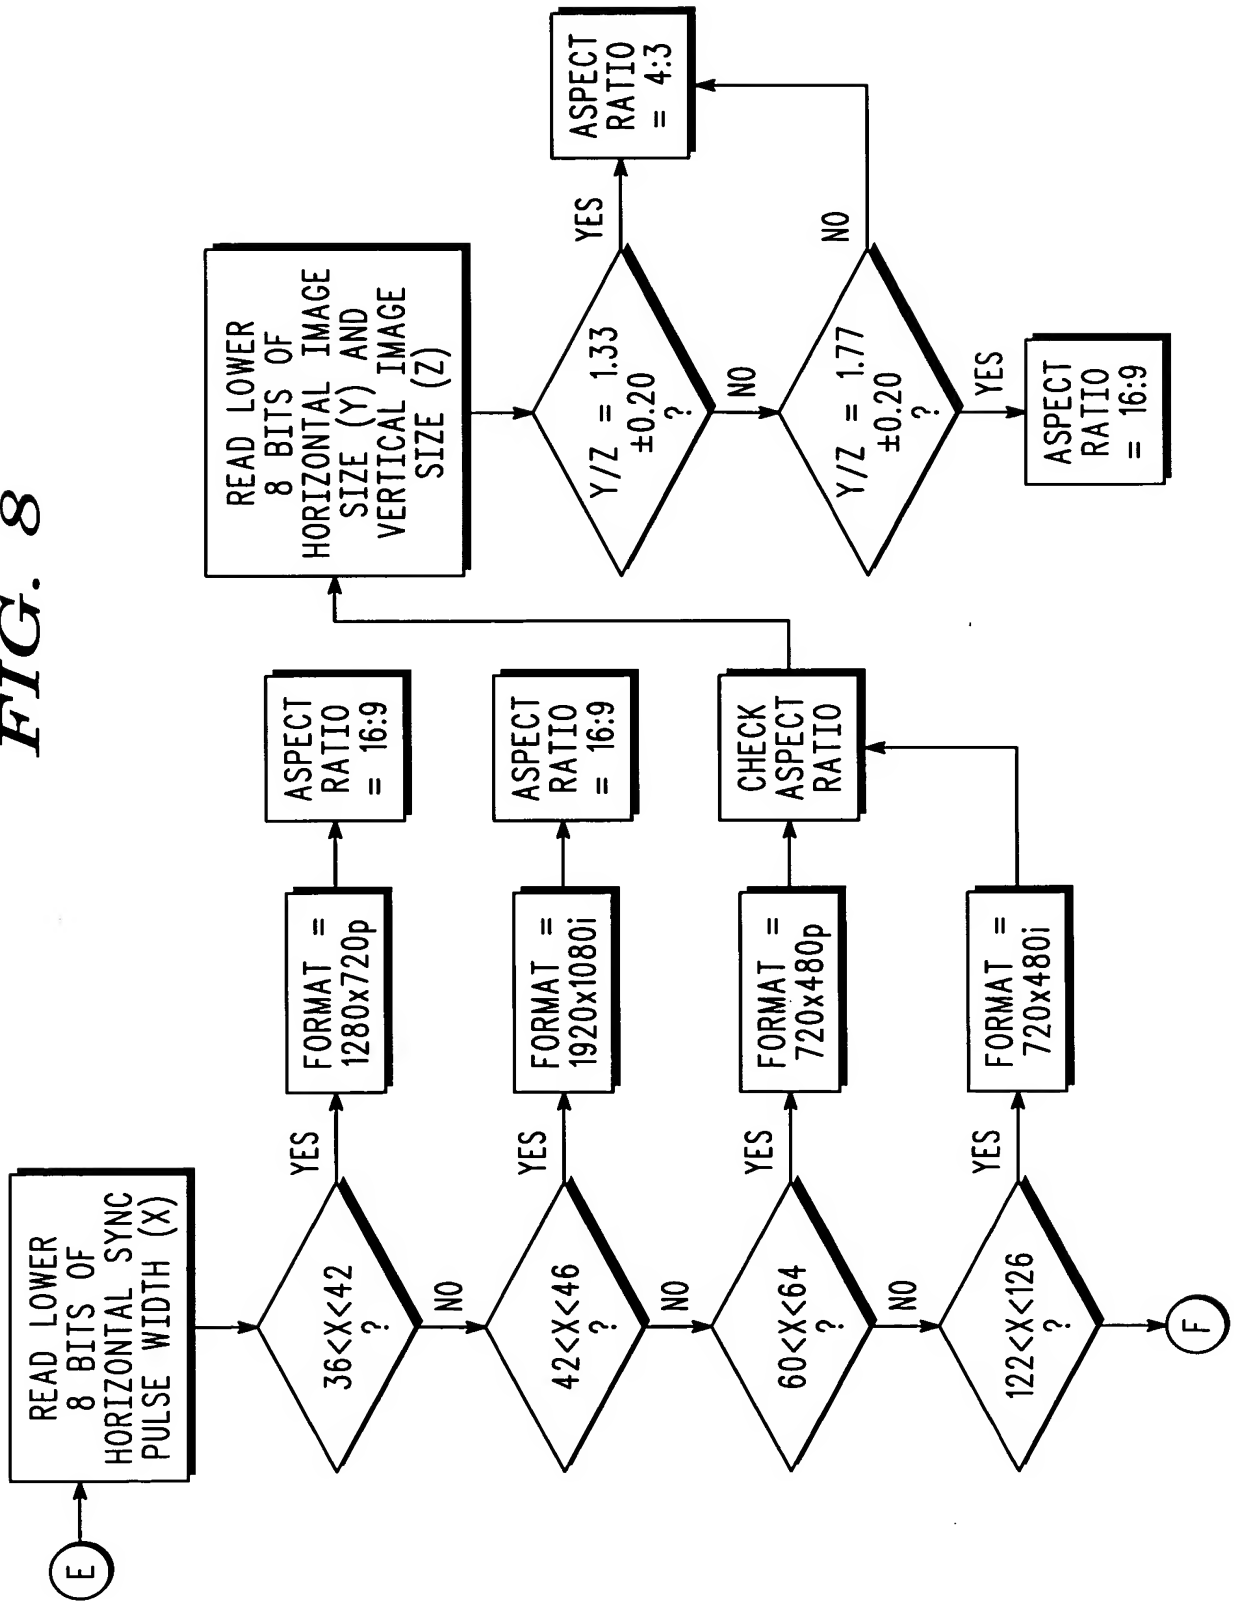 FIG. 8
E
READ LOWER
8 BITS OF
HORIZONTAL SYNC
PULSE WIDTH (X)
36<X<42
?
YES
FORMAT =
1280x720p
ASPECT
RATIO
= 16:9
NO
42<X<46
?
YES
FORMAT =
1920x1080i
ASPECT
RATIO
= 16:9
NO
60<X<64
?
YES
FORMAT =
720x480p
CHECK
ASPECT
RATIO
NO
122<X<126
?
YES
FORMAT =
720x480i
F
READ LOWER
8 BITS OF
HORIZONTAL IMAGE
SIZE (Y) AND
VERTICAL IMAGE
SIZE (Z)
Y/Z = 1.33
±0.20
?
YES
ASPECT
RATIO
= 4:3
NO
Y/Z = 1.77
±0.20
?
NO
YES
ASPECT
RATIO
= 16:9